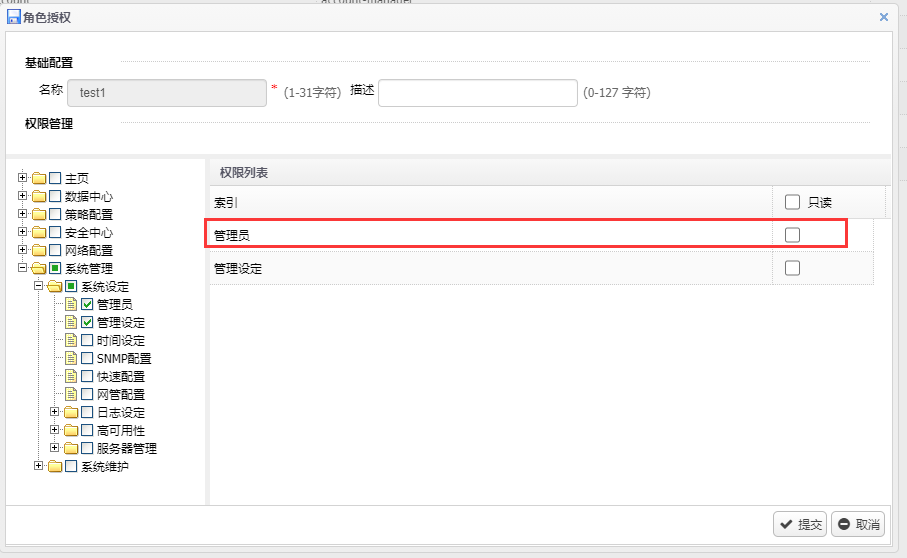 account-manager
角色授权
基础配置
名称 test1 * (1-31字符) 描述 (0-127 字符)
权限管理
主页
数据中心
策略配置
安全中心
网络配置
系统管理
系统设定
管理员
管理设定
时间设定
SNMP配置
快速配置
网管配置
日志设定
高可用性
服务器管理
系统维护
权限列表
索引 只读
管理员
管理设定
提交 取消